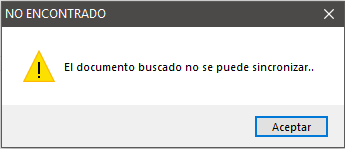 NO ENCONTRADO
El documento buscado no se puede sincronizar..
Aceptar